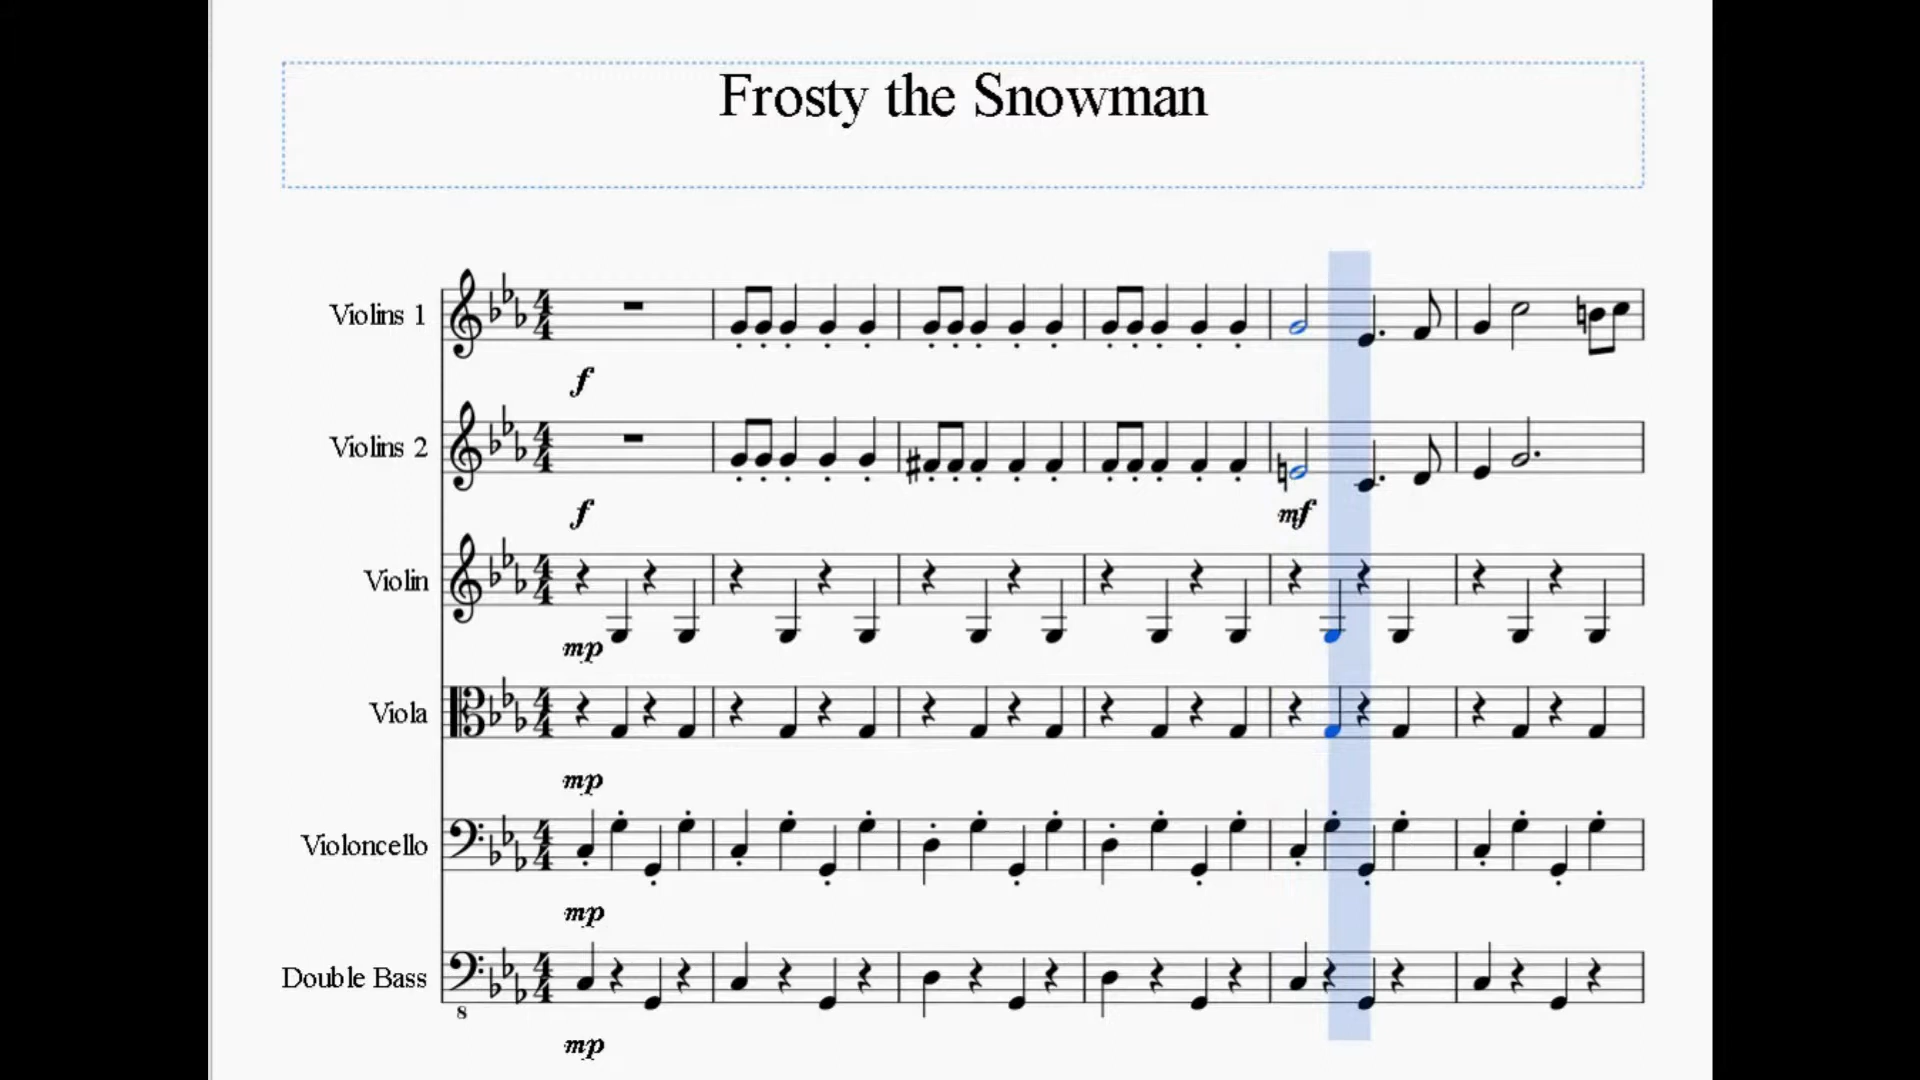 Frosty the Snowman
Violins 1
f
Violins 2
f
mf
Violin
mp
Viola
mp
Violoncello
mp
Double Bass
8
mp